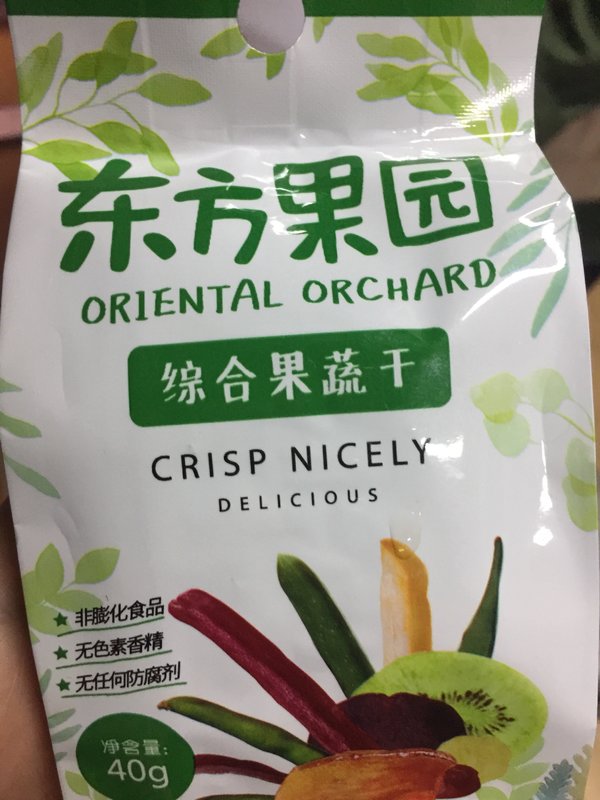 东方果园
ORIENTAL ORCHARD
综合果蔬干
CRISP NICELY
DELICIOUS
非膨化食品
无色素香精
无任何防腐剂
净含量:
40g